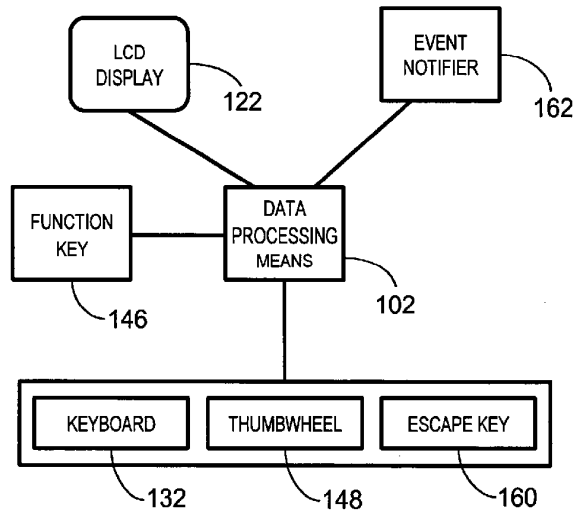 LCD
DISPLAY
122
EVENT
NOTIFIER
162
FUNCTION
KEY
146
DATA
PROCESSING
MEANS
102
KEYBOARD
THUMBWHEEL
ESCAPE KEY
132
148
160